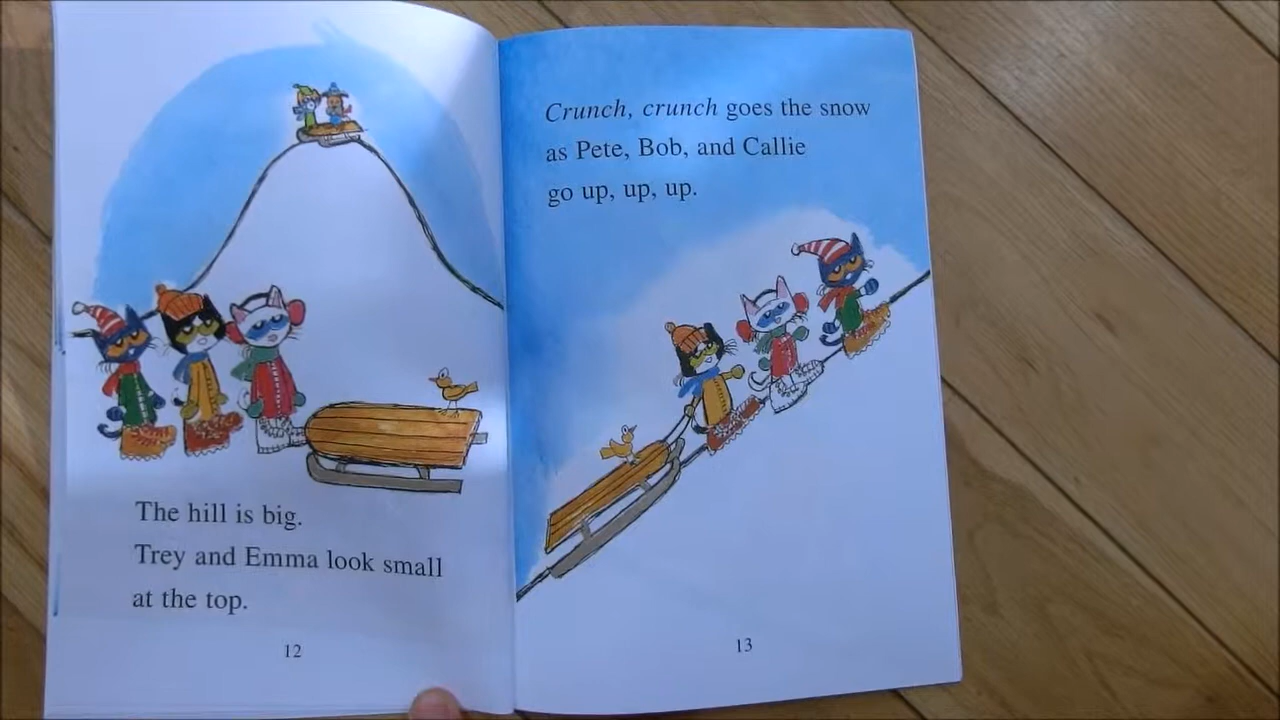 The hill is big.
Trey and Emma look small
at the top.
12
Crunch, crunch goes the snow
as Pete, Bob, and Callie
go up, up, up.
13